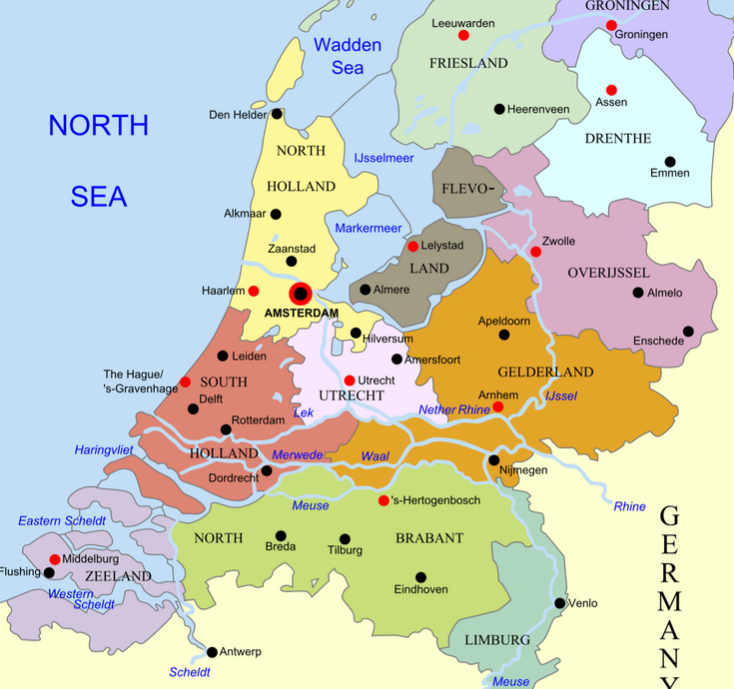 GRONINGEN
Leeuwarden
Groningen
Wadden
Sea
FRIESLAND
Assen
Den Helder
Heerenveen
NORTH
SEA
DRENTHE
NORTH
HOLLAND
IJsselmeer
Emmen
FLEVO-
LAND
Alkmaar
Markermeer
Zaanstad
Lelystad
Zwolle
OVERIJSSEL
Haarlem
Almere
Almelo
AMSTERDAM
Apeldoorn
Hilversum
Enschede
Leiden
Amersfoort
GELDERLAND
The Hague/
's-Gravenhage
SOUTH
HOLLAND
Utrecht
UTRECHT
Delft
Arnhem
IJssel
Lek
Nether Rhine
Rotterdam
Haringvliet
Merwede
Waal
Dordrecht
Nijmegen
Meuse
's-Hertogenbosch
Rhine
Eastern Scheldt
NORTH
BRABANT
Breda
Tilburg
Middelburg
Flushing
ZEELAND
Eindhoven
Western
Scheldt
Venlo
LIMBURG
Antwerp
Scheldt
Meuse
GERMANY